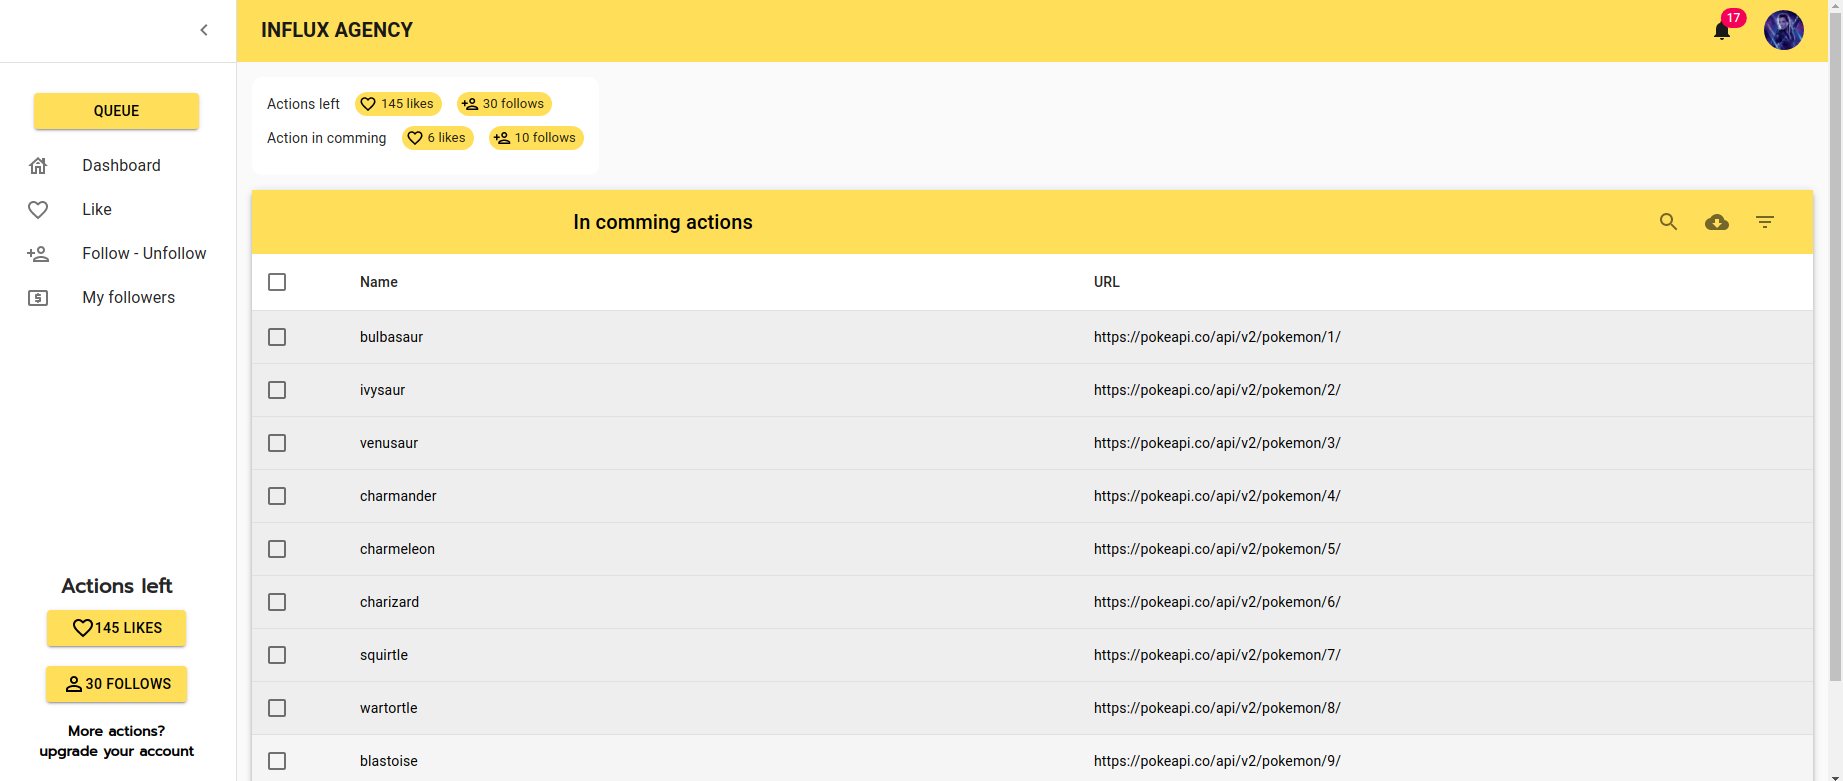 INFLUX AGENCY
17
QUEUE
Dashboard
Like
Follow - Unfollow
My followers
Actions left
145 LIKES
30 FOLLOWS
More actions?
upgrade your account
Actions left 145 likes 30 follows
Action in comming 6 likes 10 follows
In comming actions
Name URL
bulbasaur https://pokeapi.co/api/v2/pokemon/1/
ivysaur https://pokeapi.co/api/v2/pokemon/2/
venusaur https://pokeapi.co/api/v2/pokemon/3/
charmander https://pokeapi.co/api/v2/pokemon/4/
charmeleon https://pokeapi.co/api/v2/pokemon/5/
charizard https://pokeapi.co/api/v2/pokemon/6/
squirtle https://pokeapi.co/api/v2/pokemon/7/
wartortle https://pokeapi.co/api/v2/pokemon/8/
blastoise https://pokeapi.co/api/v2/pokemon/9/